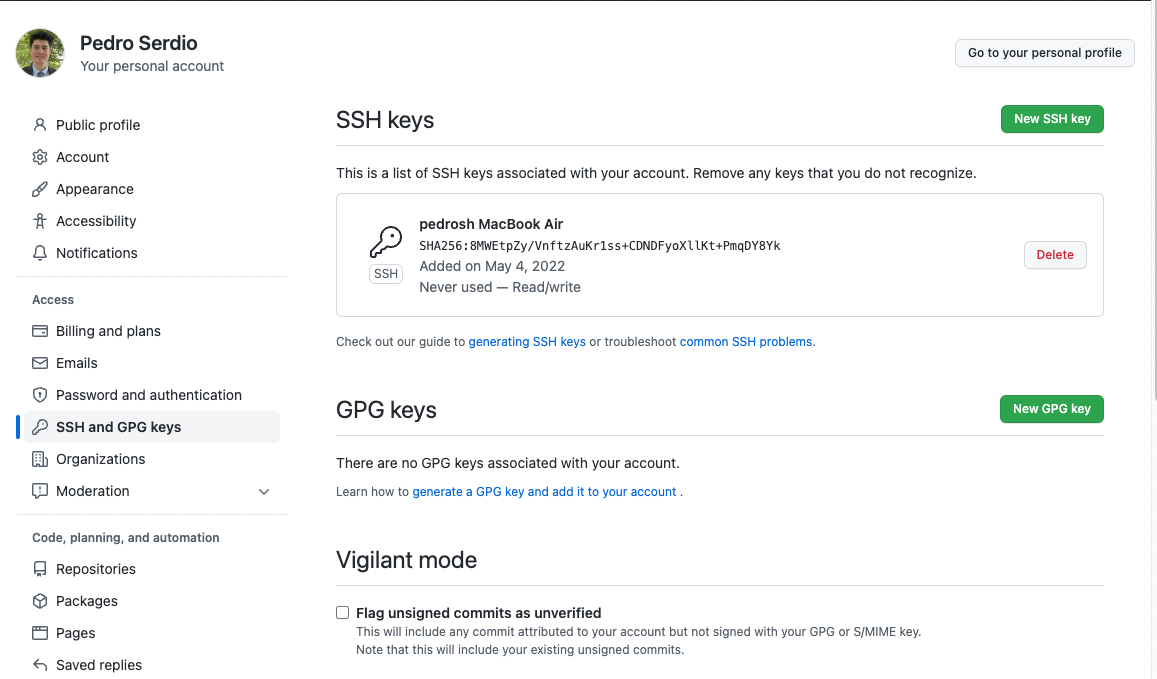 Pedro Serdio
Your personal account
Go to your personal profile
Public profile
Account
Appearance
Accessibility
Notifications
Access
Billing and plans
Emails
Password and authentication
SSH and GPG keys
Organizations
Moderation
Code, planning, and automation
Repositories
Packages
Pages
Saved replies
SSH keys
New SSH key
This is a list of SSH keys associated with your account. Remove any keys that you do not recognize.
SSH
pedrosh MacBook Air
SHA256:8MWEtpZy/VnftzAuKr1ss+CDNDFyoXllKt+PmqDY8Yk
Added on May 4, 2022
Never used — Read/write
Delete
Check out our guide to generating SSH keys or troubleshoot common SSH problems.
GPG keys
New GPG key
There are no GPG keys associated with your account.
Learn how to generate a GPG key and add it to your account .
Vigilant mode
Flag unsigned commits as unverified
This will include any commit attributed to your account but not signed with your GPG or S/MIME key.
Note that this will include your existing unsigned commits.